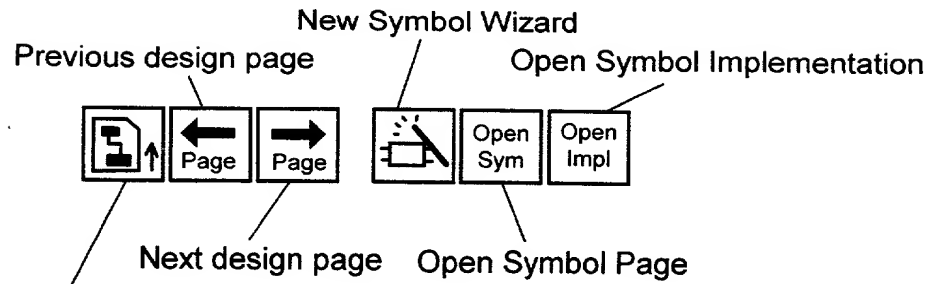 New Symbol Wizard
Previous design page
Open Symbol Implementation
Page
Page
Open
Sym
Open
Impl
Next design page
Open Symbol Page